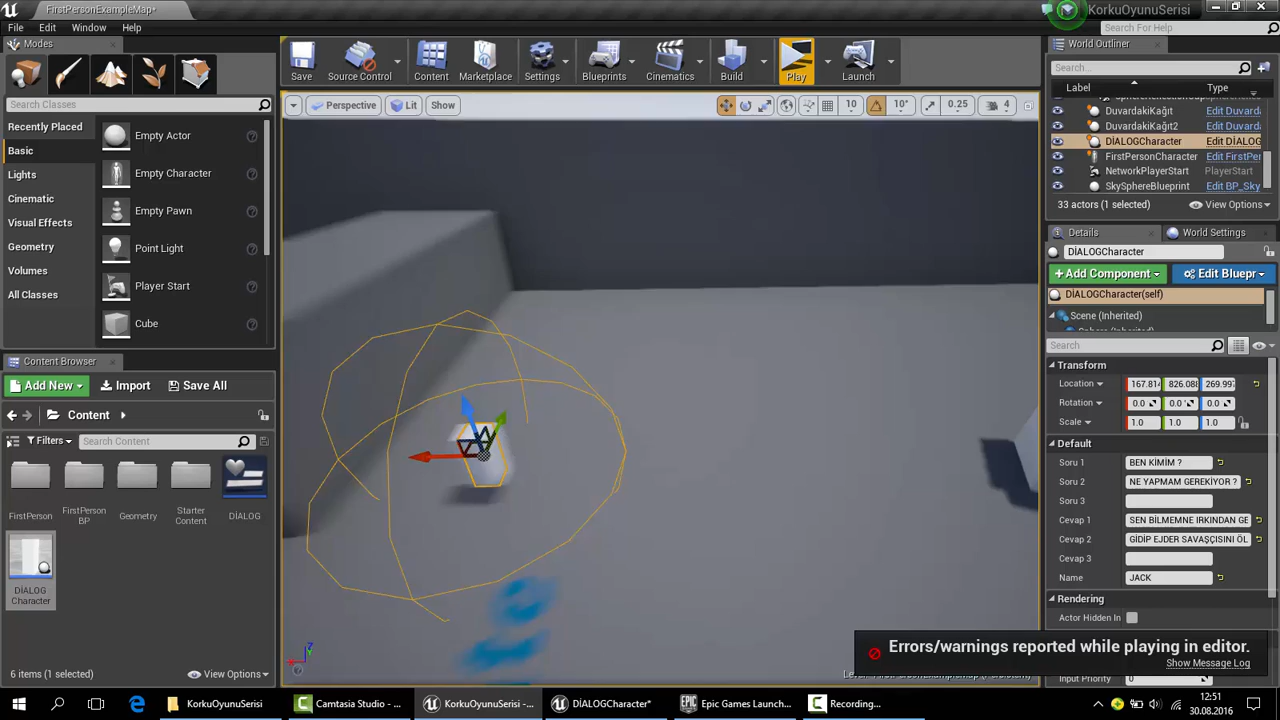 FirstPersonExampleMap*
KorkuOyunuSerisi
File Edit Window Help
Search For Help
Modes
Save
Source Control
Content
Marketplace
Settings
Blueprints
Cinematics
Build
Play
Launch
World Outliner
Search...
Label Type
Search Classes
Perspective Lit Show
10 10° 0.25 4
Recently Placed
Basic
Lights
Cinematic
Visual Effects
Geometry
Volumes
All Classes
Empty Actor
Empty Character
Empty Pawn
Point Light
Player Start
Cube
DuvardakiKağıt Edit Duvard
DuvardakiKağıt2 Edit Duvard
DİALOGCharacter Edit DİALOG
FirstPersonCharacter Edit FirstPe
NetworkPlayerStart PlayerStart
SkySphereBlueprint Edit BP_Sky
33 actors (1 selected) View Options
Details World Settings
DİALOGCharacter
+ Add Component Edit Bluepr
DİALOGCharacter(self)
Scene (Inherited)
Search
Transform
Location 167.814 826.088 269.997
Rotation 0.0 0.0 0.0
Scale 1.0 1.0 1.0
Default
Soru 1 BEN KİMİM ?
Soru 2 NE YAPMAM GEREKİYOR ?
Soru 3
Cevap 1 SEN BİLMEMNE IRKINDAN GE
Cevap 2 GİDİP EJDER SAVAŞÇISINI ÖL
Cevap 3
Name JACK
Rendering
Actor Hidden In
Input Priority 0
Content Browser
Add New Import Save All
Content
Filters Search Content
FirstPerson
FirstPerson BP
Geometry
Starter Content
DİALOG
DİALOG Character
6 items (1 selected) View Options
Errors/warnings reported while playing in editor.
Show Message Log
KorkuOyunuSerisi
Camtasia Studio - ...
KorkuOyunuSerisi -...
DİALOGCharacter*
Epic Games Launch...
Recording...
12:51
30.08.2016